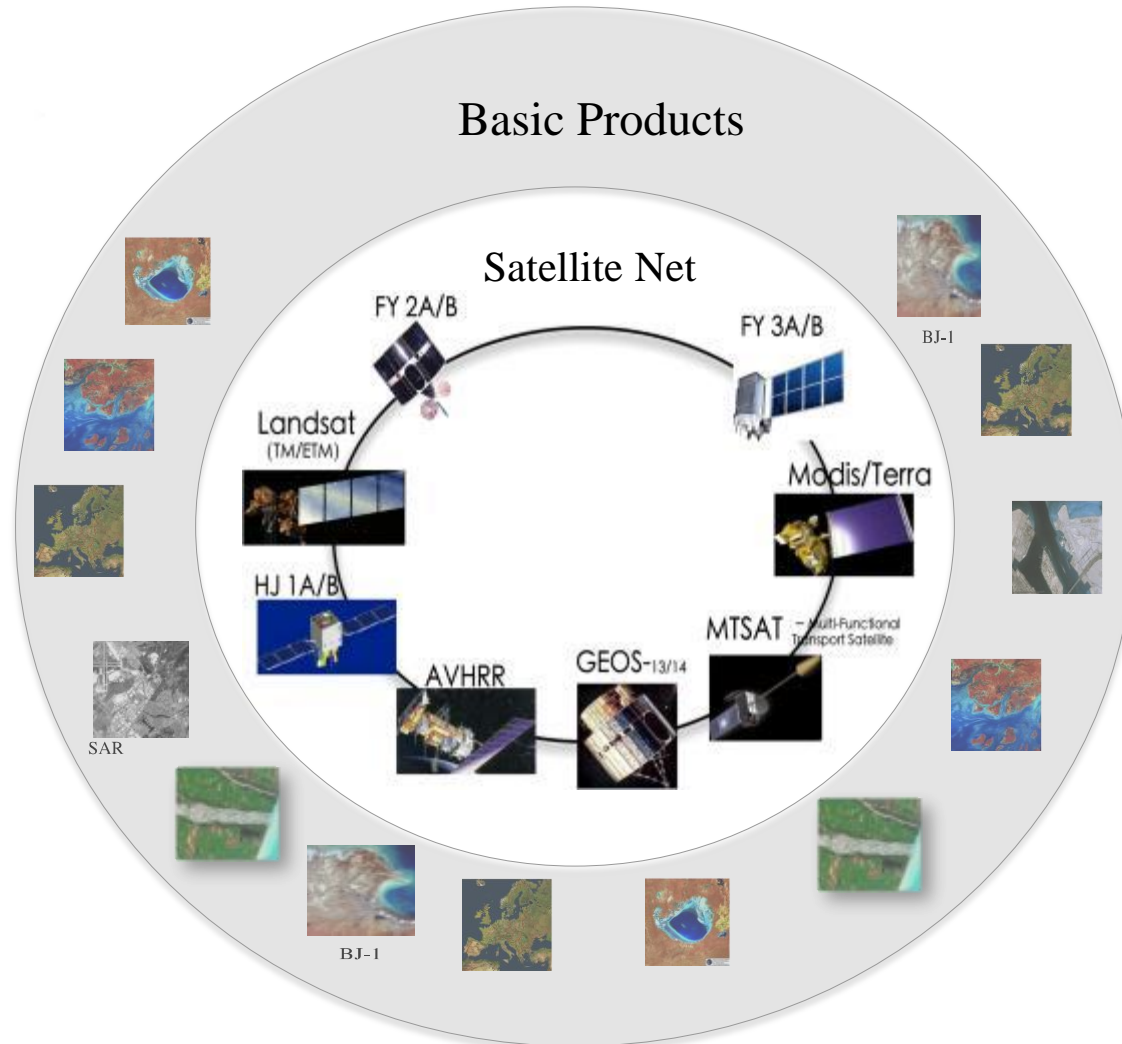 Basic Products
Satellite Net
FY 2A/B
FY 3A/B
BJ-1
Landsat
(TM/ETM)
Modis/Terra
HJ 1A/B
MTSAT - Multi-Functional
Transport Satellite
GEOS-13/14
AVHRR
SAR
BJ-1